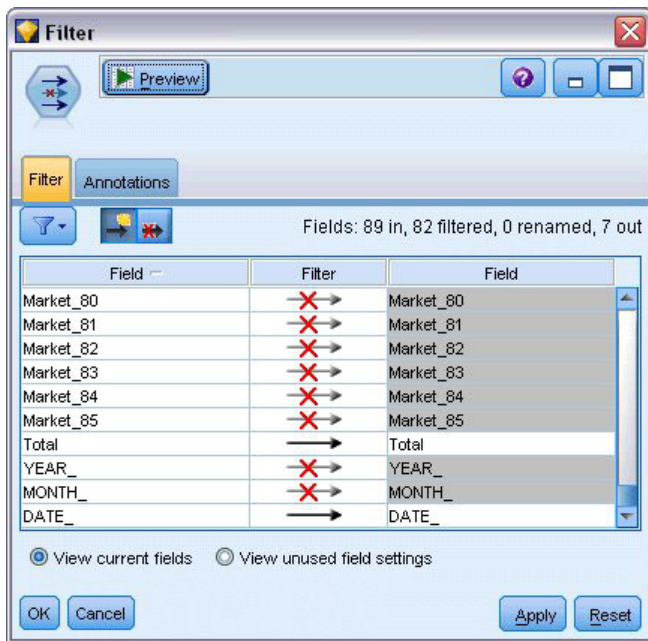 Filter
Preview
Filter
Annotations
Fields: 89 in, 82 filtered, 0 renamed, 7 out
Field Filter Field
Market_80 Market_80
Market_81 Market_81
Market_82 Market_82
Market_83 Market_83
Market_84 Market_84
Market_85 Market_85
Total Total
YEAR_ YEAR_
MONTH_ MONTH_
DATE_ DATE_
View current fields View unused field settings
OK Cancel Apply Reset